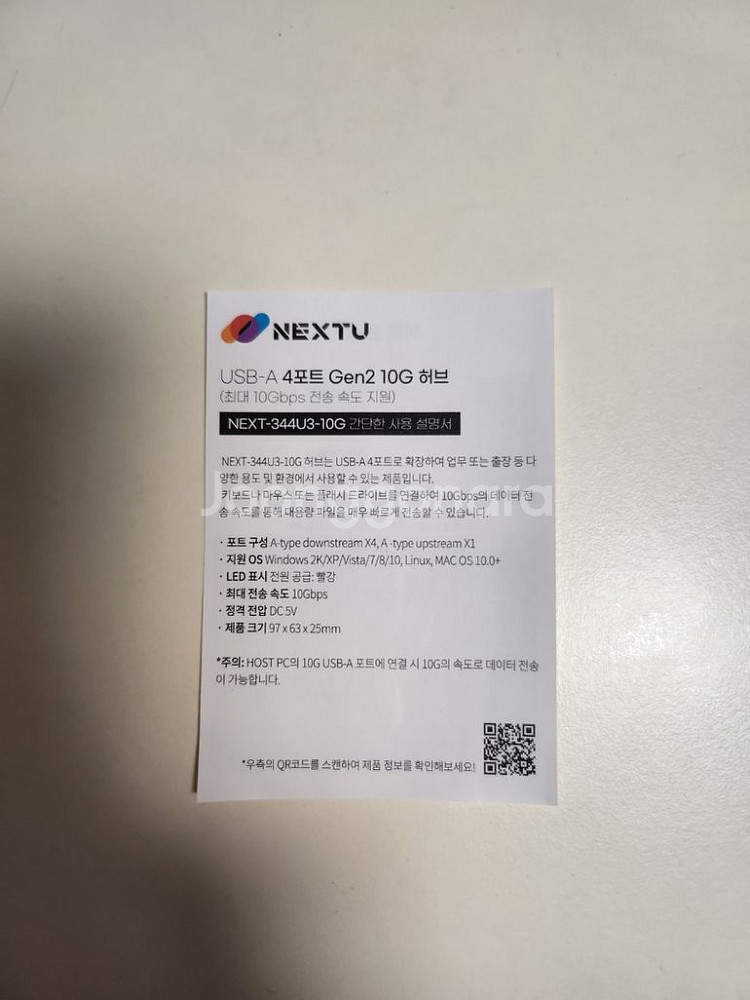 NEXTU
USB-A 4포트 Gen2 10G 허브
(최대 10Gbps 전송 속도 지원)
NEXT-344U3-10G 간단한 사용 설명서
NEXT-344U3-10G 허브는 USB-A 4포트로 확장하여 업무 또는 출장 등 다
양한 용도 및 환경에서 사용할 수 있는 제품입니다.
키보드나 마우스 또는 플래시 드라이브를 연결하여 10Gbps의 데이터 전
송 속도를 통해 대용량 파일을 매우 빠르게 전송할 수 있습니다.
Joonggonara
· 포트 구성 A-type downstream X4, A -type upstream X1
· 지원 OS Windows 2K/XP/Vista/7/8/10, Linux, MAC OS 10.0+
· LED 표시 전원 공급: 빨강
· 최대 전송 속도 10Gbps
· 정격 전압 DC 5V
· 제품 크기 97 x 63 x 25mm
*주의: HOST PC의 10G USB-A 포트에 연결 시 10G의 속도로 데이터 전송
이 가능합니다.
*우측의 QR코드를 스캔하여 제품 정보를 확인해보세요!